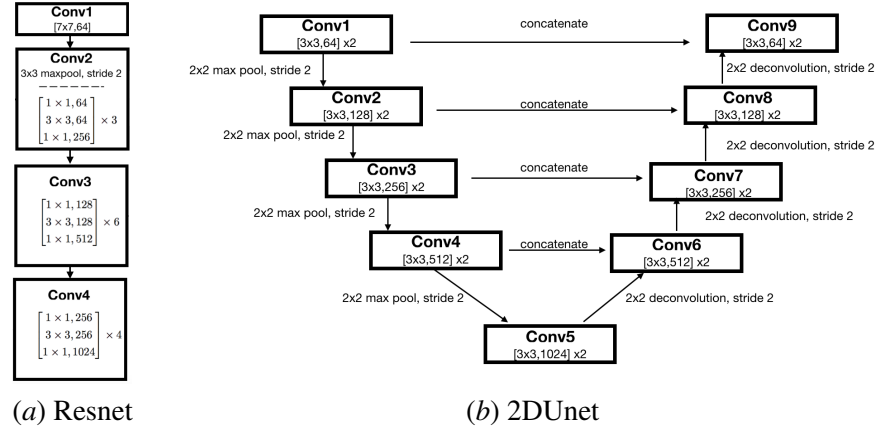 Conv1
[7x7,64]
Conv2
3x3 maxpool, stride 2
[1 × 1, 64
3 × 3, 64
1 × 1, 256] × 3
Conv3
[1 × 1, 128
3 × 3, 128
1 × 1, 512] × 6
Conv4
[1 × 1, 256
3 × 3, 256
1 × 1, 1024] × 4
(a) Resnet
Conv1
[3x3,64] x2
concatenate
Conv9
[3x3,64] x2
2x2 max pool, stride 2
2x2 deconvolution, stride 2
Conv2
[3x3,128] x2
concatenate
Conv8
[3x3,128] x2
2x2 max pool, stride 2
2x2 deconvolution, stride 2
Conv3
[3x3,256] x2
concatenate
Conv7
[3x3,256] x2
2x2 max pool, stride 2
2x2 deconvolution, stride 2
Conv4
[3x3,512] x2
concatenate
Conv6
[3x3,512] x2
2x2 max pool, stride 2
2x2 deconvolution, stride 2
Conv5
[3x3,1024] x2
(b) 2DUnet